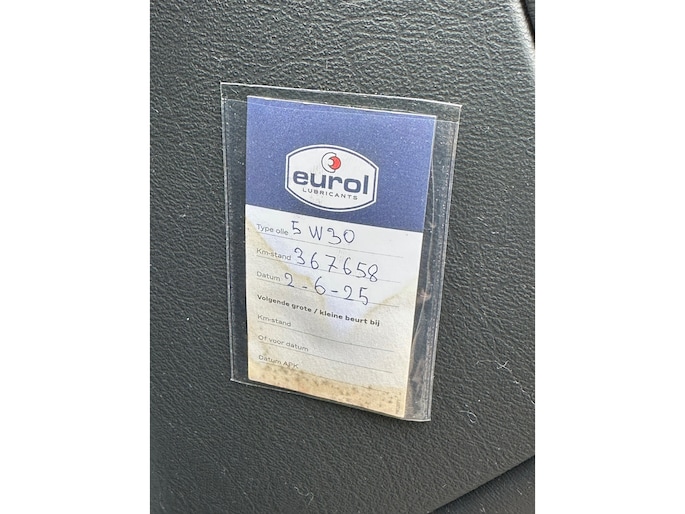 eurol
LUBRICANTS
Type olie 5W30
Km-stand 367658
Datum 2-6-25
Volgende grote / kleine beurt bij
Km-stand
Of voor datum
Datum APK